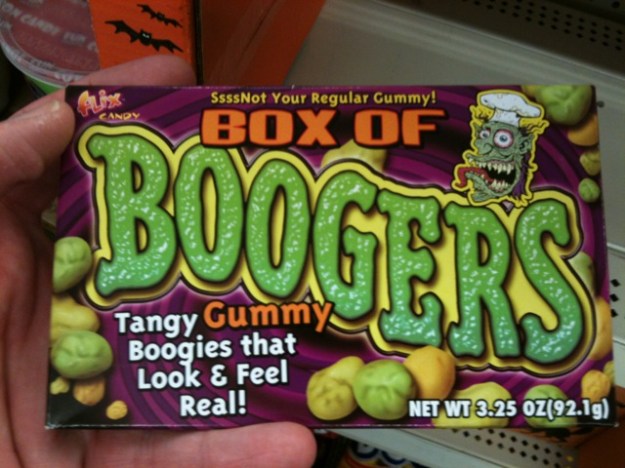 flix
CANDY
SsssNot Your Regular Gummy!
BOX OF
BOOGERS
Tangy Gummy
Boogies that
Look & Feel
Real!
NET WT 3.25 OZ(92.1g)